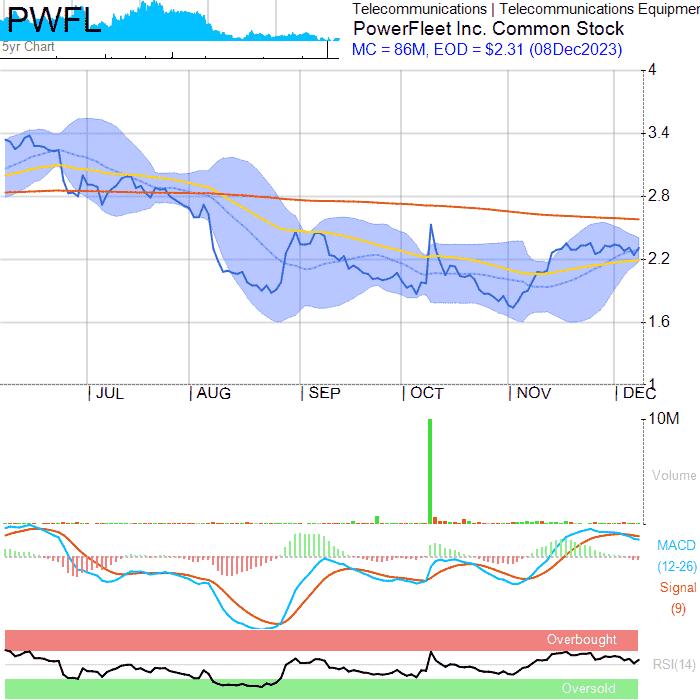 PWFL
5yr Chart
Telecommunications | Telecommunications Equipmen
PowerFleet Inc. Common Stock
MC = 86M, EOD = $2.31 (08Dec2023)
4
3.4
2.8
2.2
1.6
1
JUL AUG SEP OCT NOV DEC
10M
Volume
MACD
(12-26)
Signal
(9)
Overbought
RSI(14)
Oversold